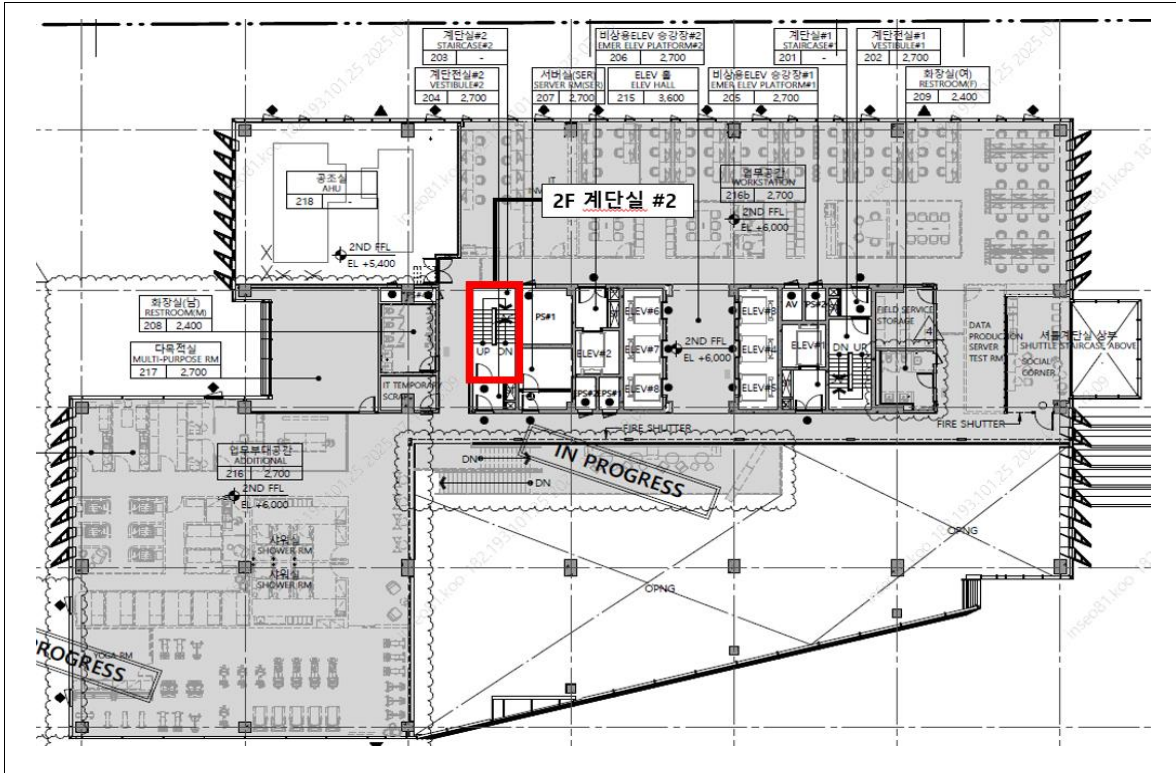 계단실#2
STAIRCASE#2
203 -
비상용ELEV 승강장#2
EMER ELEV PLATFORM#2
206 2,700
계단실#1
STAIRCASE#1
201 -
계단전실#1
VESTIBULE#1
202 2,700
계단전실#2
VESTIBULE#2
204 2,700
서버실(SER)
SERVER RM(SER)
207 2,700
ELEV 홀
ELEV HALL
215 3,600
비상용ELEV 승강장#1
EMER ELEV PLATFORM#1
205 2,700
화장실(여)
RESTROOM(F)
209 2,400
공조실
AHU
218 -
IT
업무공간
WORKSTATION
216b 2,700
2F 계단실 #2
2ND FFL
EL +6,000
2ND FFL
EL +5,400
화장실(남)
RESTROOM(M)
208 2,400
다목적실
MULTI-PURPOSE RM
217 2,700
IT TEMPORARY
UP DN
PS#1
ELEV#2
ELEV#6
ELEV#7
ELEV#8
2ND FFL
EL +6,000
ELEV#3
ELEV#4
ELEV#5
AV
PS#2
ELEV#1
DN UP
FIELD SERVICE
STORAGE
DATA
PRODUCTION
SERVER
TEST RM
셔틀계단실 상부
SHUTTLE STAIRCASE ABOVE
SOCIAL
CORNER
FIRE SHUTTER
FIRE SHUTTER
업무부대공간
ADDITIONAL
216 2,700
2ND FFL
EL +6,000
DN
DN
IN PROGRESS
샤워실
SHOWER RM
샤워실
SHOWER RM
OPNG
OPNG
YOGA RM
PROGRESS